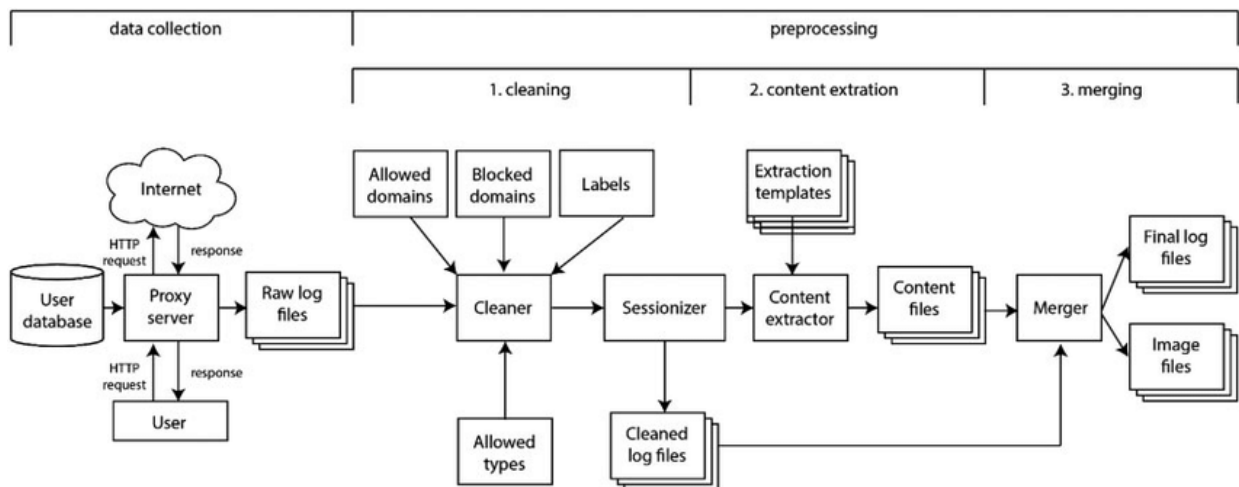 data collection
preprocessing
1. cleaning
2. content extration
3. merging
Internet
Allowed
domains
Blocked
domains
Labels
Extraction
templates
HTTP
request
response
User
database
Proxy
server
Raw log
files
Cleaner
Sessionizer
Content
extractor
Content
files
Merger
Final log
files
Image
files
HTTP
request
response
User
Allowed
types
Cleaned
log files